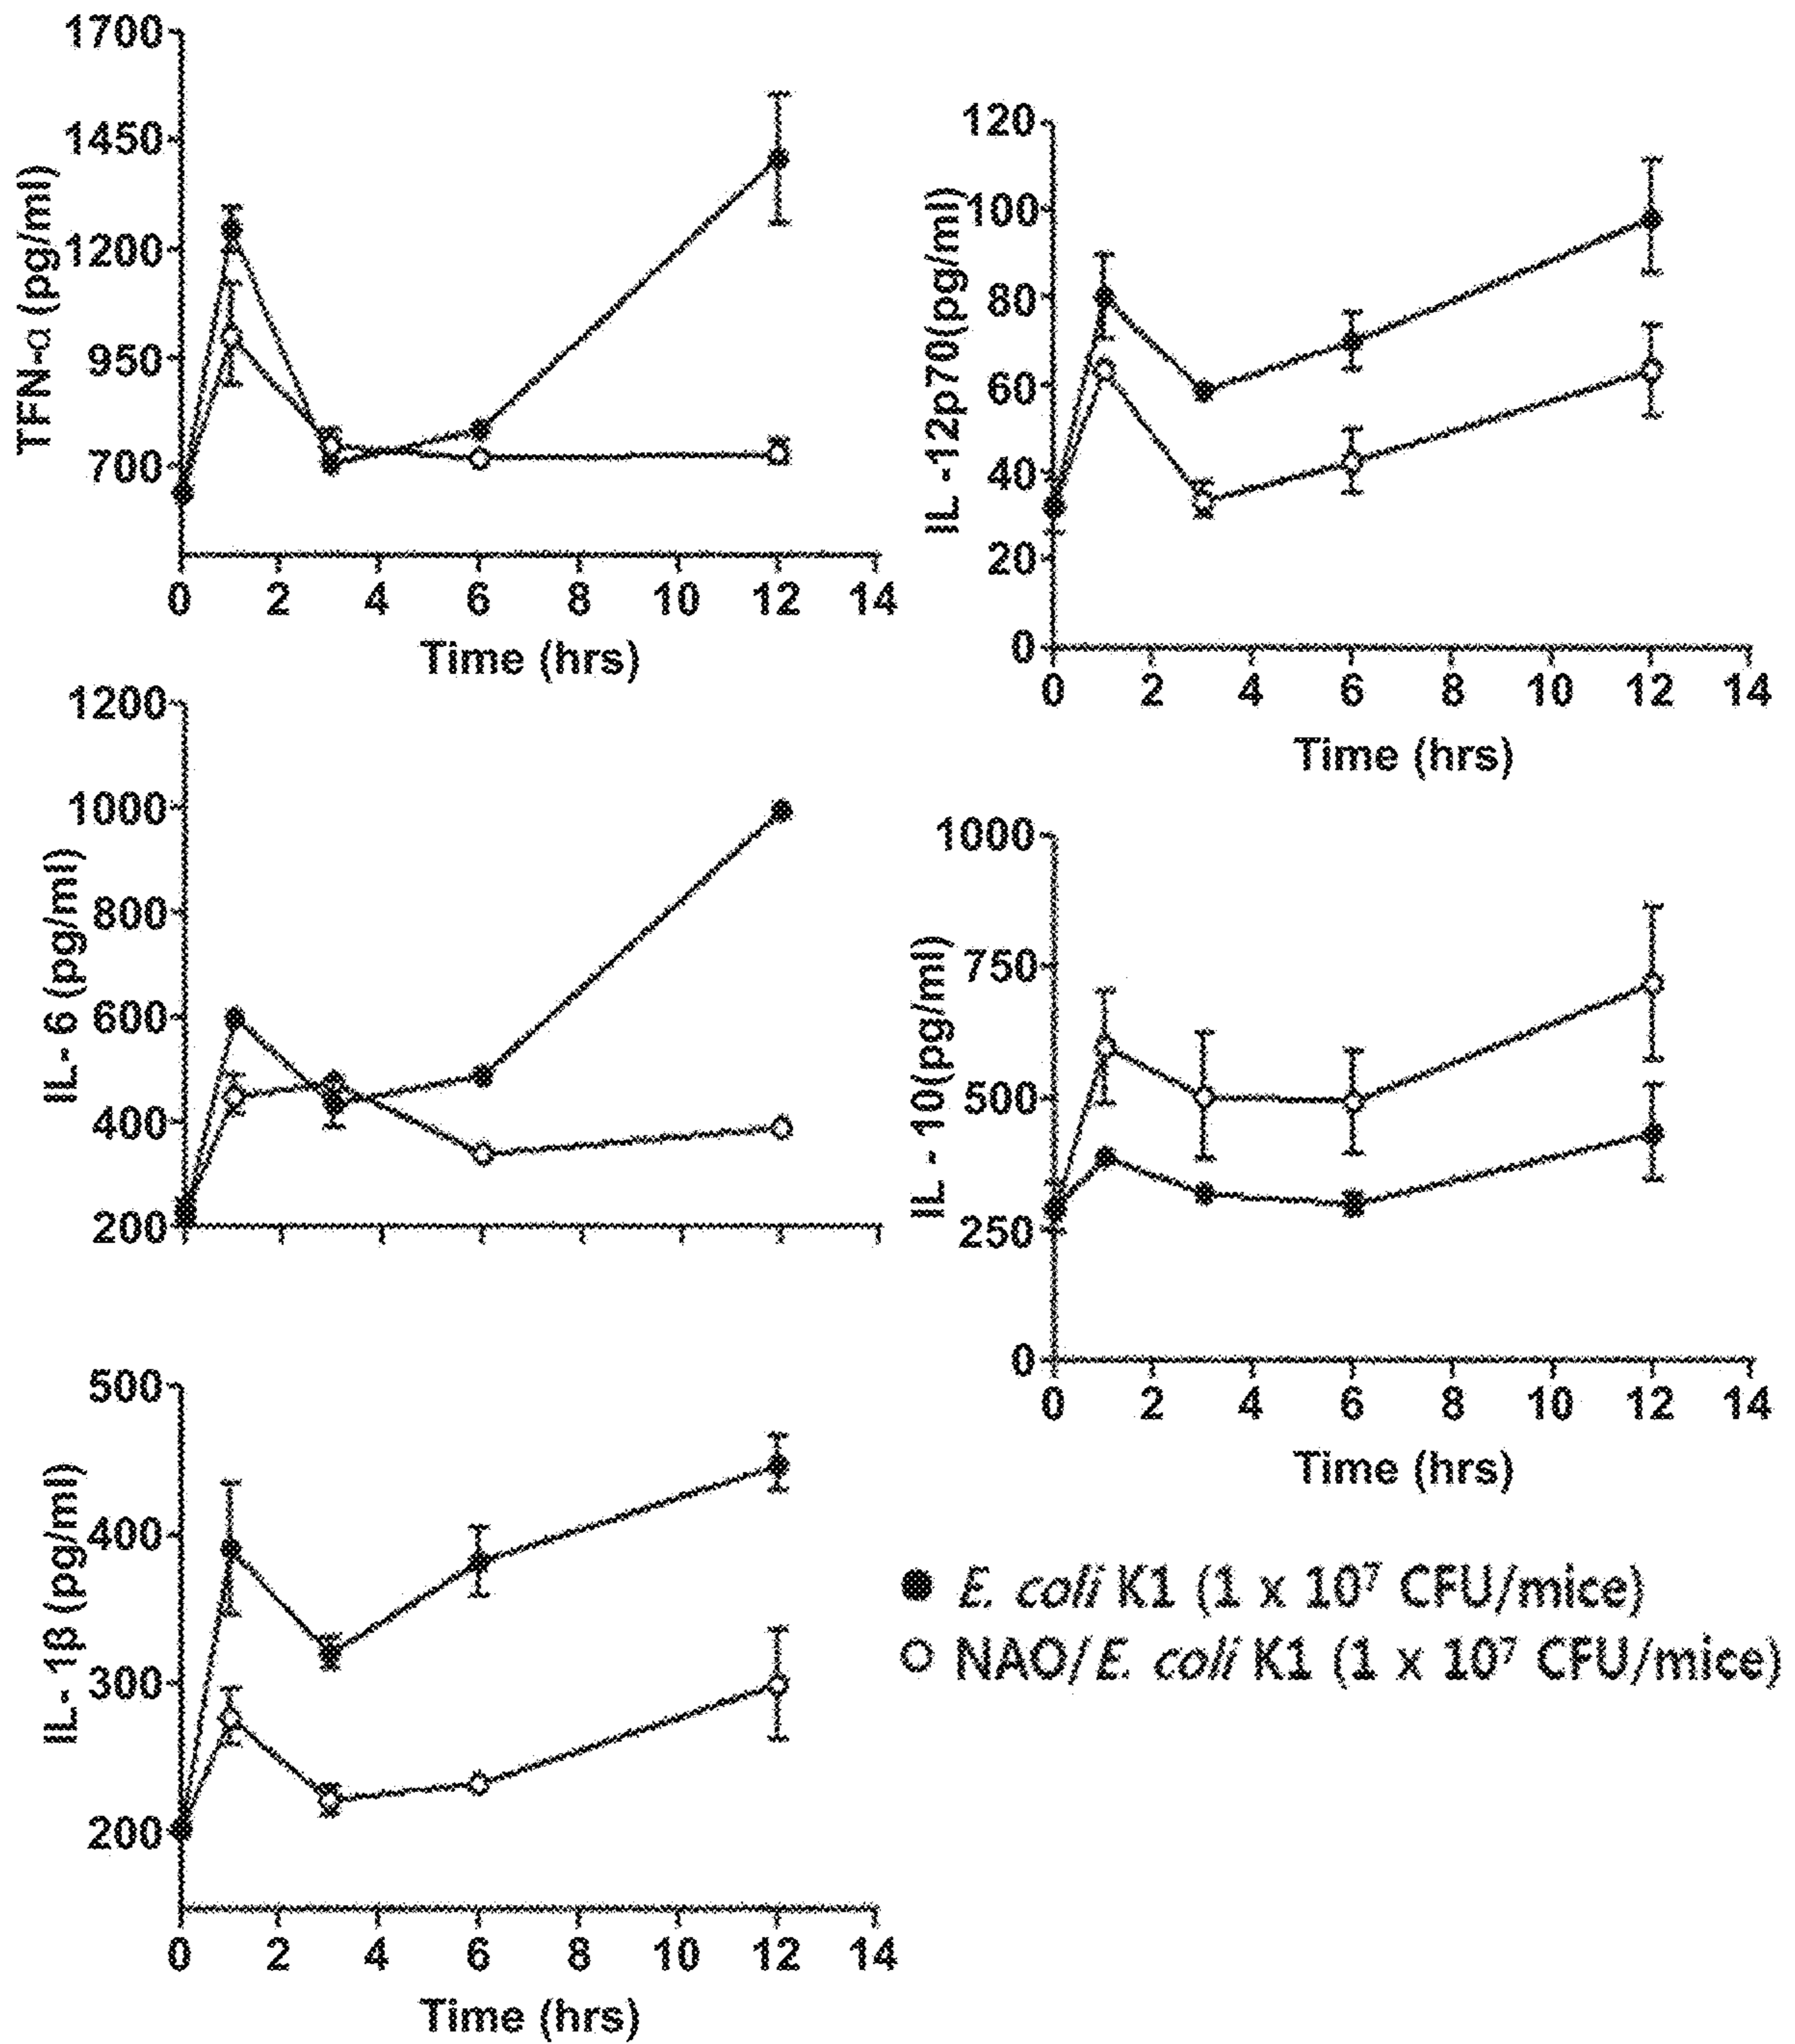 TFN-α (pg/ml)
1700
1450
1200
950
700
0 2 4 6 8 10 12 14
Time (hrs)
IL -12p70(pg/ml)
120
100
80
60
40
20
0
0 2 4 6 8 10 12 14
Time (hrs)
IL- 6 (pg/ml)
1200
1000
800
600
400
200
IL - 10(pg/ml)
1000
750
500
250
0
0 2 4 6 8 10 12 14
Time (hrs)
IL- 1β (pg/ml)
500
400
300
200
0 2 4 6 8 10 12 14
Time (hrs)
E. coli K1 (1 x 10⁷ CFU/mice)
NAO/E. coli K1 (1 x 10⁷ CFU/mice)